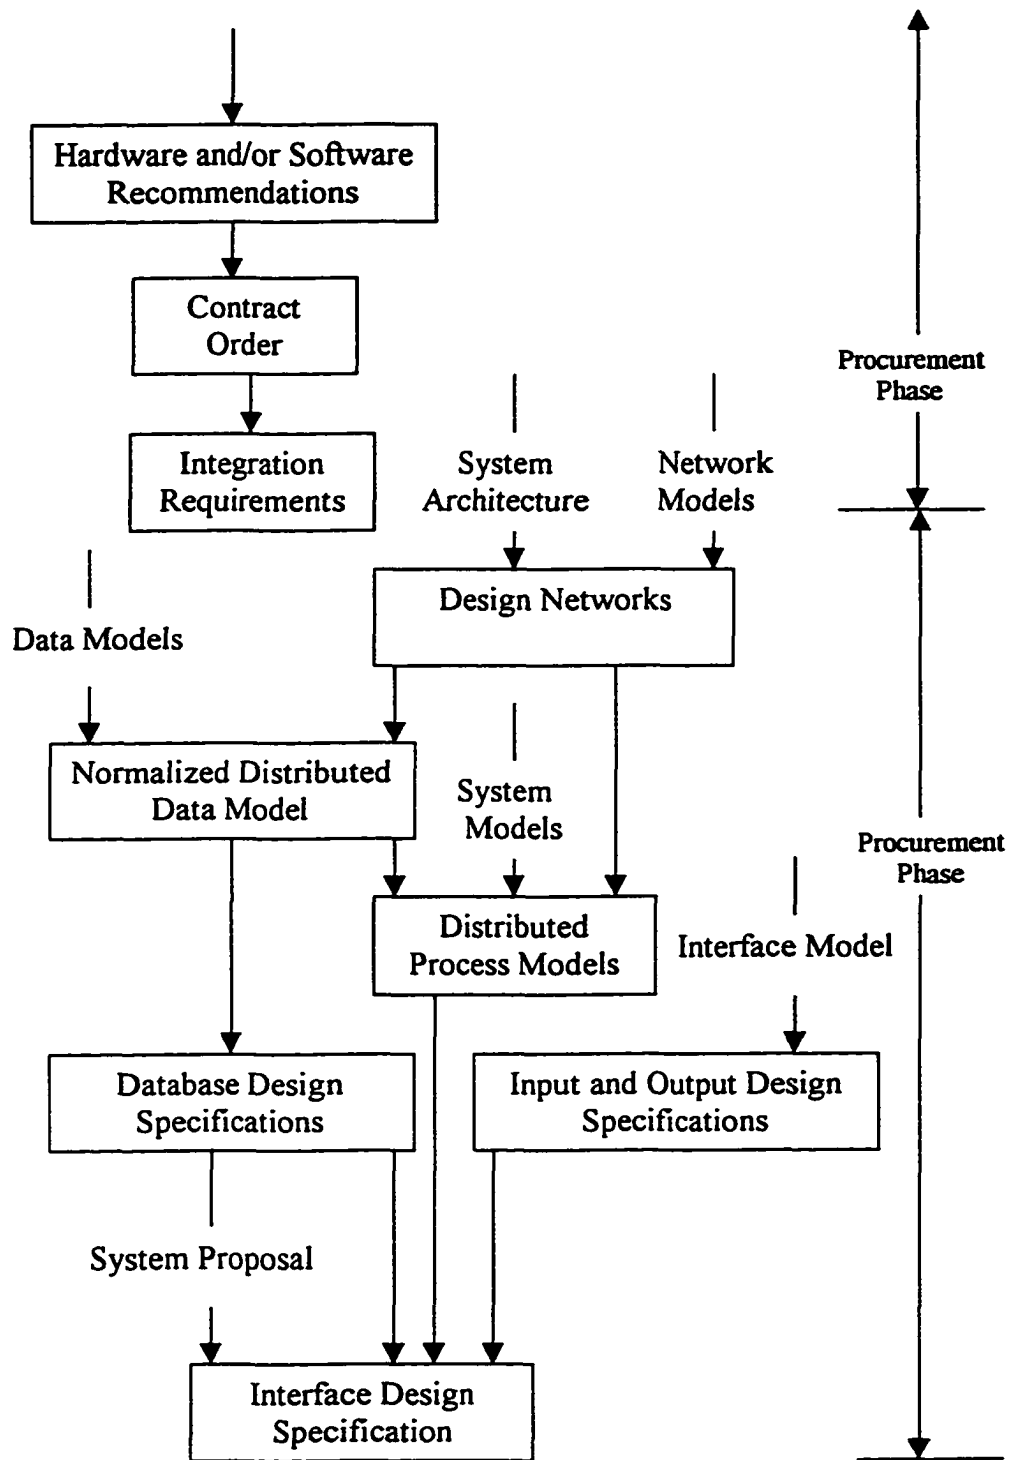 Hardware and/or Software
Recommendations
Contract
Order
Procurement
Phase
Integration
Requirements
System
Architecture
Network
Models
Design Networks
Data Models
Normalized Distributed
Data Model
System
Models
Procurement
Phase
Distributed
Process Models
Interface Model
Database Design
Specifications
Input and Output Design
Specifications
System Proposal
Interface Design
Specification